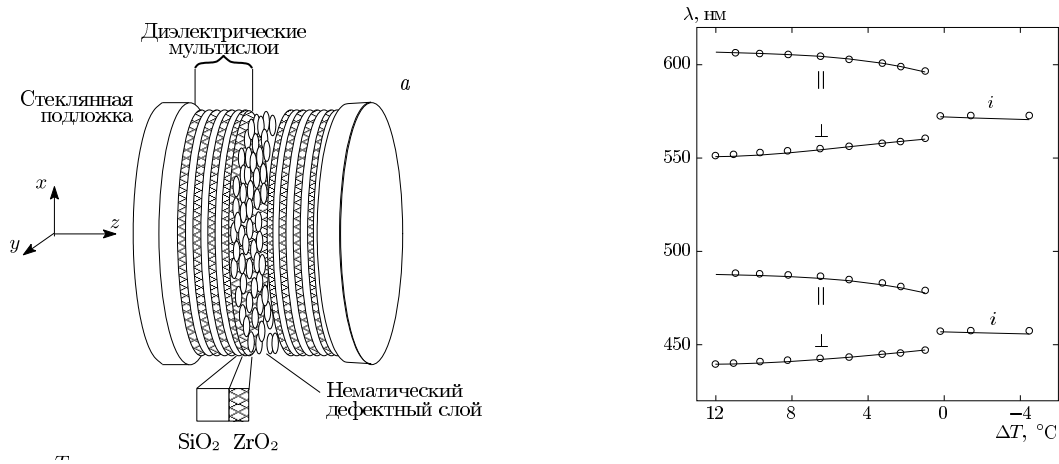 Диэлектрические
мультислои
а
Стеклянная
подложка
x
y
z
Нематический
дефектный слой
SiO₂ ZrO₂
T
λ, нм
600
||
i
⊥
550
500
||
i
⊥
450
12 8 4 0 −4
ΔT, °C